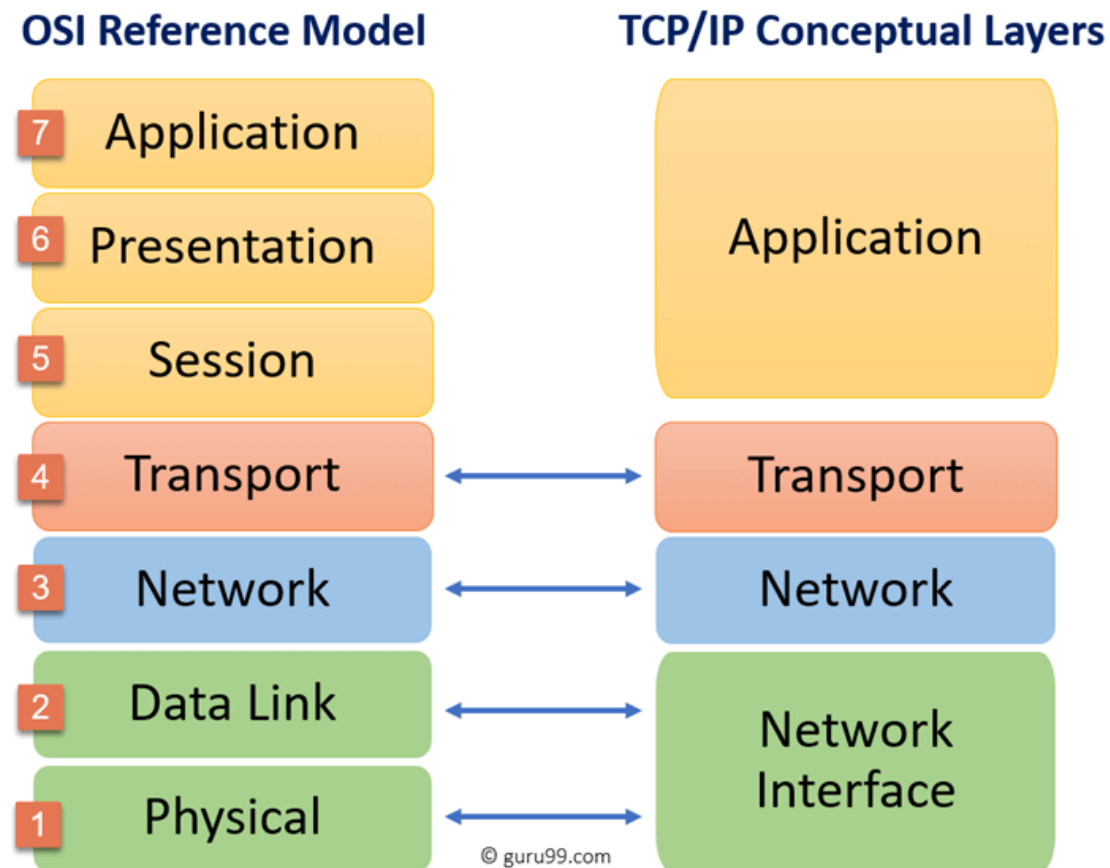 OSI Reference Model
TCP/IP Conceptual Layers
7 Application
6 Presentation
5 Session
4 Transport
3 Network
2 Data Link
1 Physical
Application
Transport
Network
Network
Interface
© guru99.com